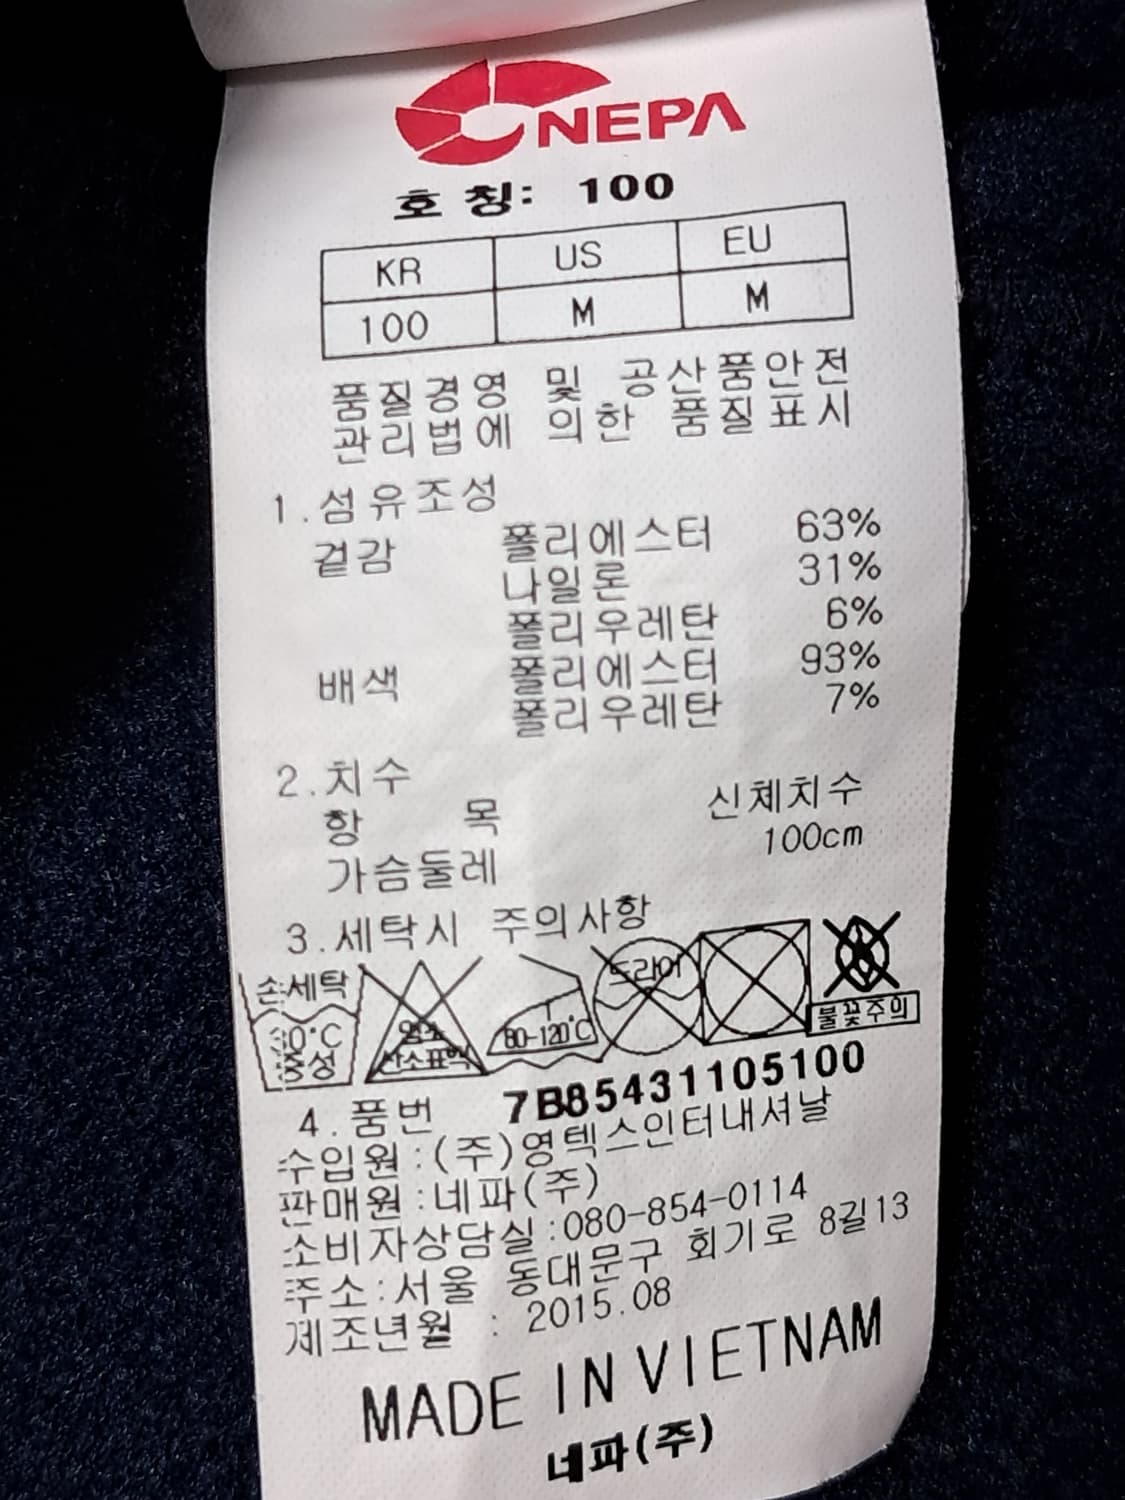 NEPA
호칭: 100
KR US EU
100 M M
품질경영 및 공산품안전
관리법에 의한 품질표시
1.섬유조성
겉감 폴리에스터 63%
나일론 31%
폴리우레탄 6%
배색 폴리에스터 93%
폴리우레탄 7%
2.치수
항 목 신체치수
가슴둘레 100cm
3.세탁시 주의사항
손세탁 드라이
중성 염소 산소표백 80-120°C 불꽃주의
4.품번 7B85431105100
수입원:(주)영텍스인터내셔날
판매원:네파(주)
소비자상담실:080-854-0114
주소:서울 동대문구 회기로 8길13
제조년월 : 2015.08
MADE IN VIETNAM
네파(주)